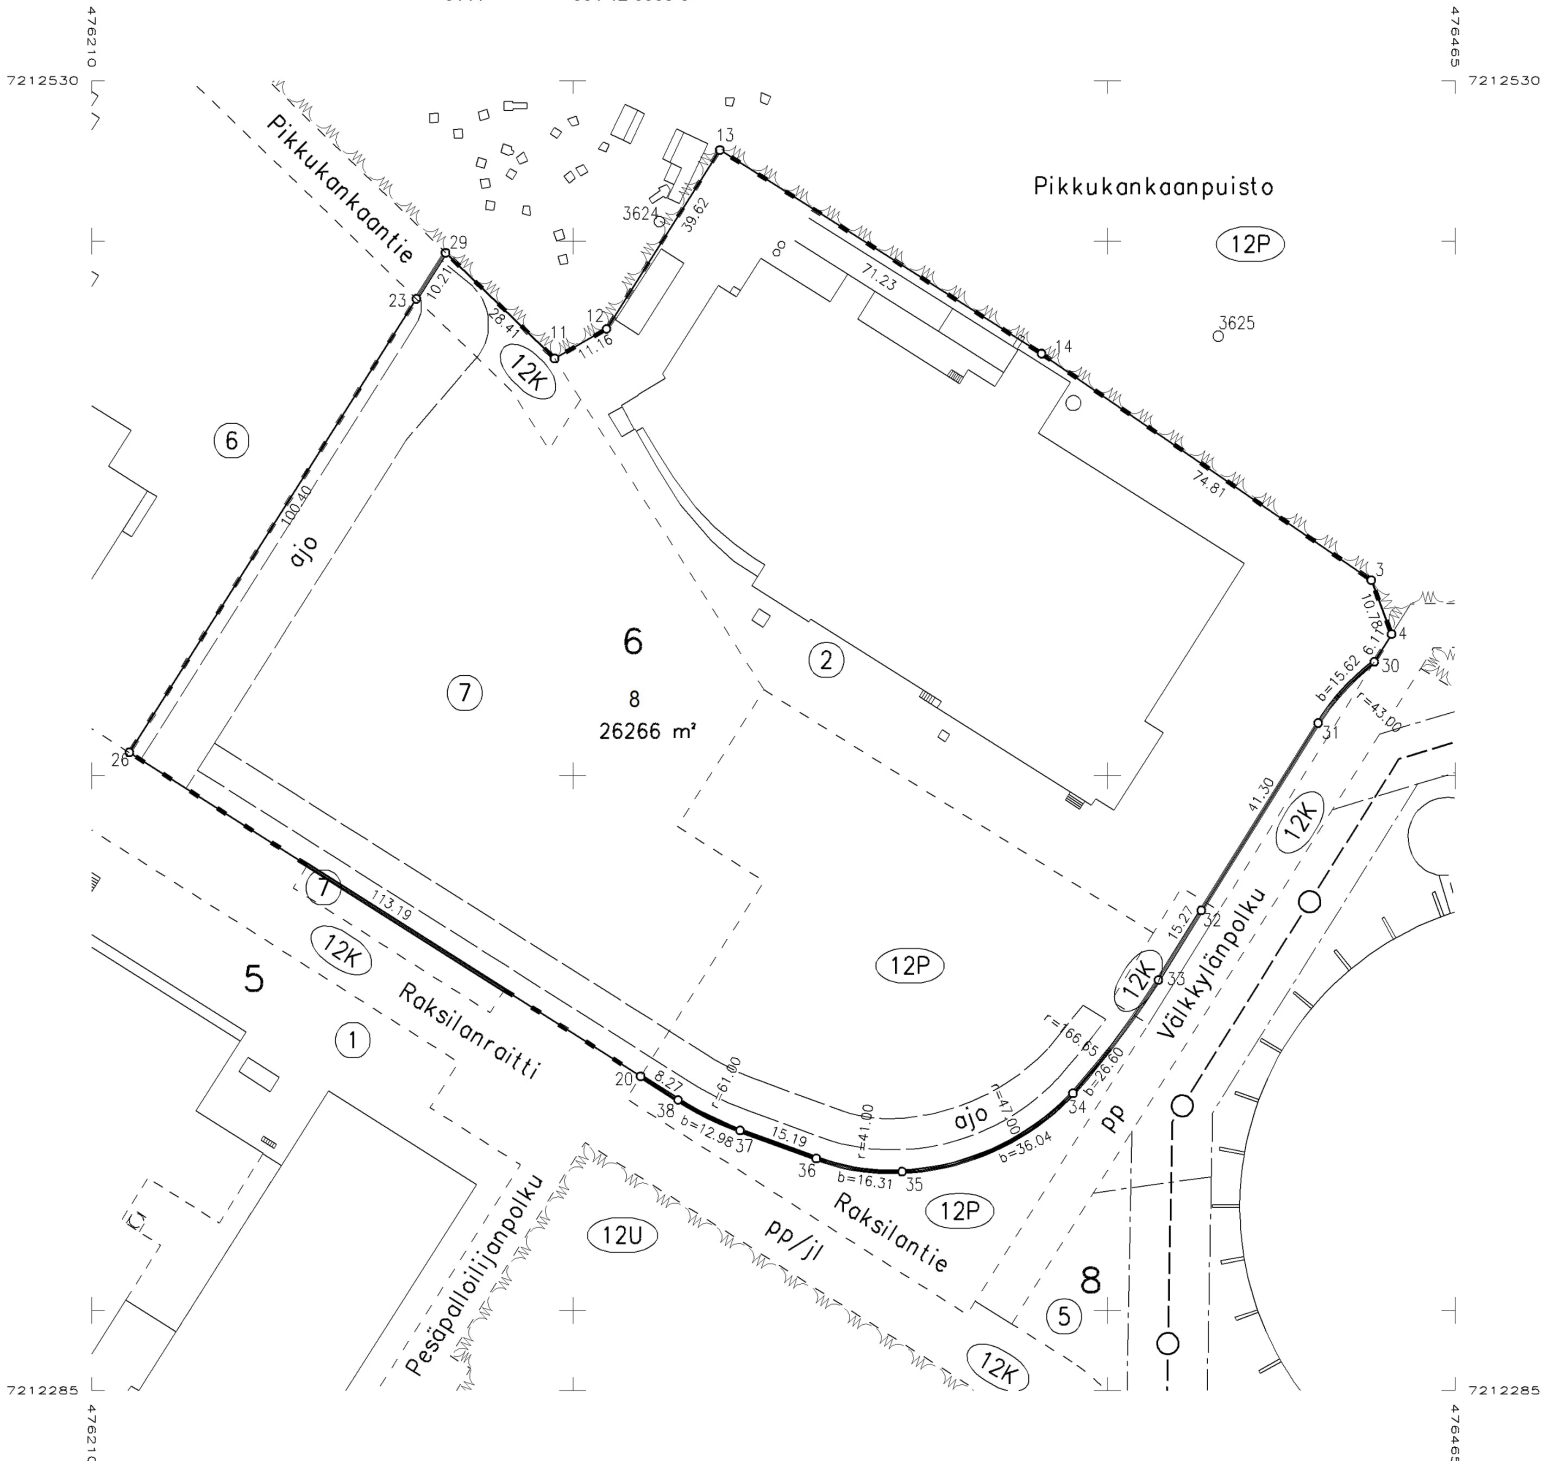 476210
476465
7212530
7212530
Pikkukankaantie
13
Pikkukankaanpuisto
12P
3624
39.62
29
10.21
23
28.41
11
12
11.16
12K
71.23
14
3625
6
100.40
ajo
74.81
3
10.78
4
6.11
30
b=15.62
r=43.00
31
6
8
26266 m²
7
2
26
41.30
12K
7
113.19
12K
5
Raksilanraitti
1
12P
32
15.27
33
12K
Välkkylänpolku
r=166.65
b=26.60
34
pp
20
8.27
38
r=61.00
b=12.98
37
15.19
36
r=41.00
b=16.31
35
ajo
r=47.00
b=36.04
12P
Raksilantie
pp/jl
12U
Pesäpalloilijanpolku
8
5
12K
7212285
7212285
476210
476465